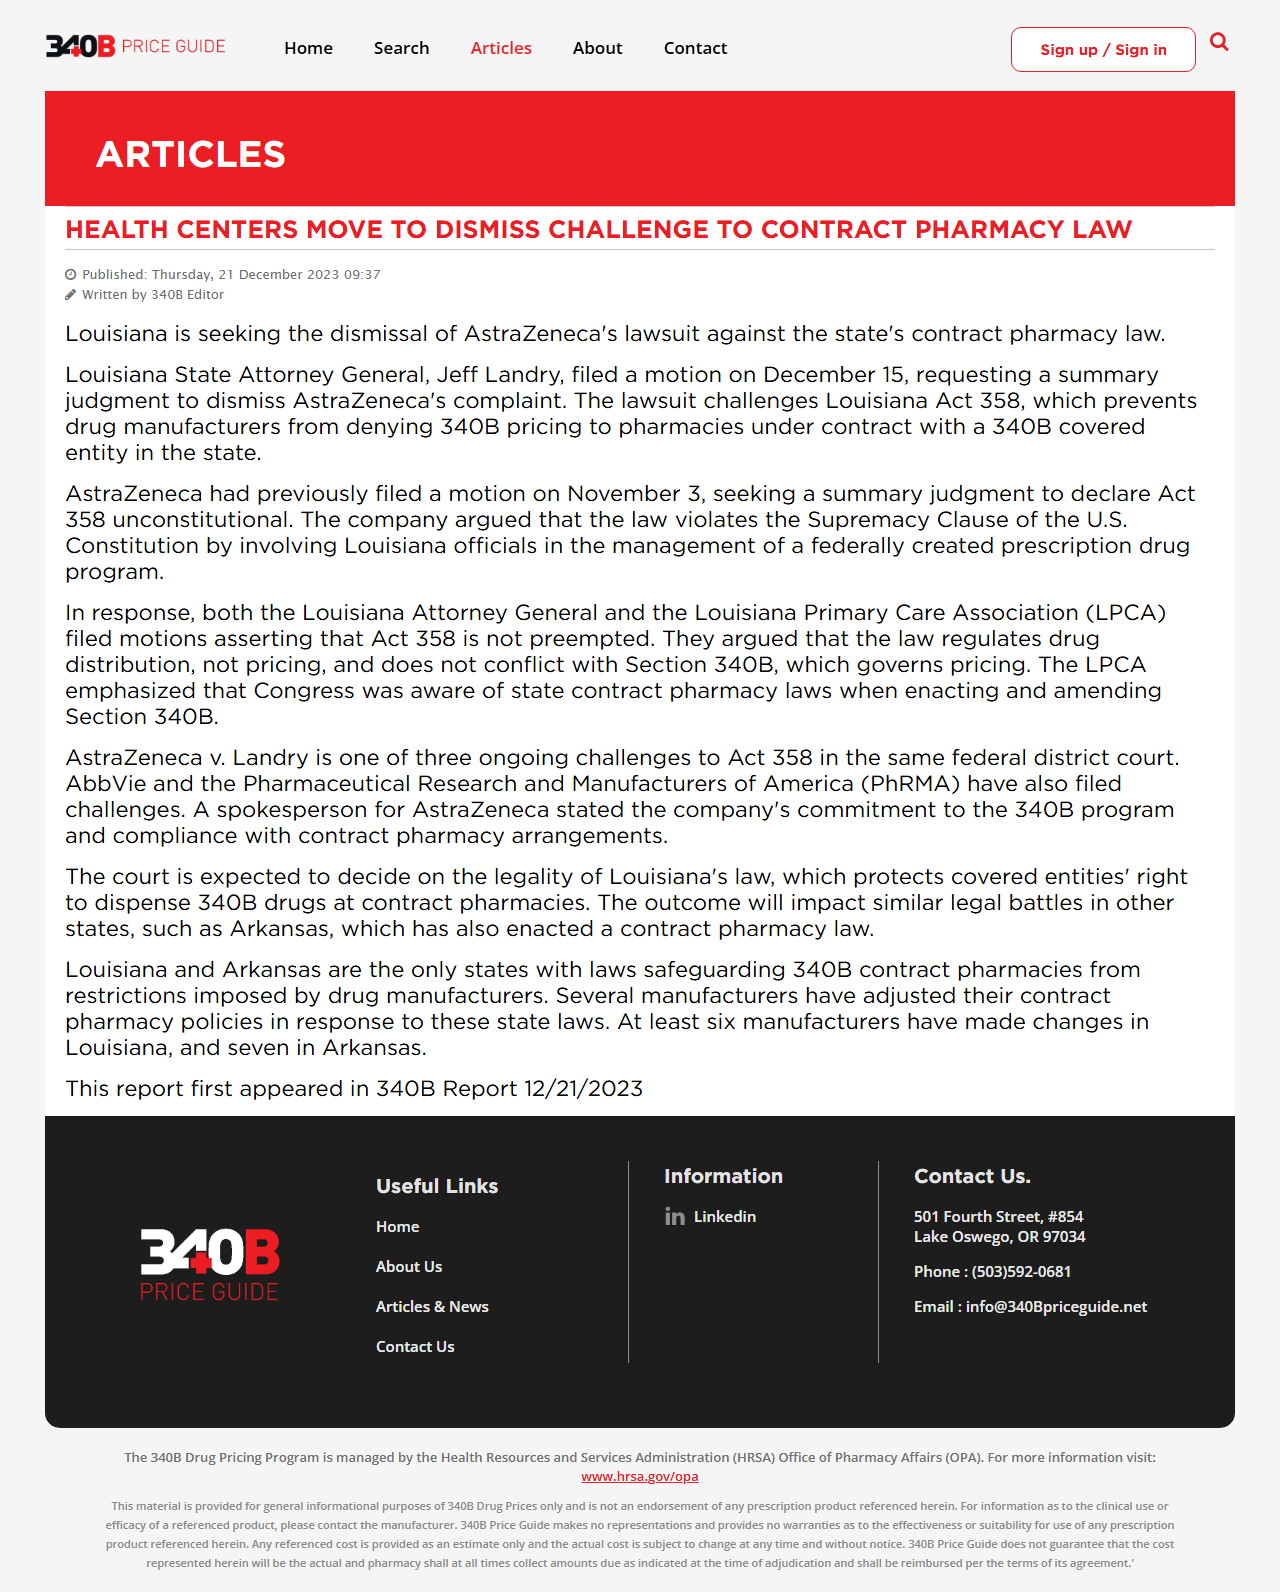 340B PRICE GUIDE
Home
Search
Articles
About
Contact
Sign up / Sign in
ARTICLES
HEALTH CENTERS MOVE TO DISMISS CHALLENGE TO CONTRACT PHARMACY LAW
Published: Thursday, 21 December 2023 09:37
Written by 340B Editor
Louisiana is seeking the dismissal of AstraZeneca's lawsuit against the state's contract pharmacy law.
Louisiana State Attorney General, Jeff Landry, filed a motion on December 15, requesting a summary
judgment to dismiss AstraZeneca's complaint. The lawsuit challenges Louisiana Act 358, which prevents
drug manufacturers from denying 340B pricing to pharmacies under contract with a 340B covered
entity in the state.
AstraZeneca had previously filed a motion on November 3, seeking a summary judgment to declare Act
358 unconstitutional. The company argued that the law violates the Supremacy Clause of the U.S.
Constitution by involving Louisiana officials in the management of a federally created prescription drug
program.
In response, both the Louisiana Attorney General and the Louisiana Primary Care Association (LPCA)
filed motions asserting that Act 358 is not preempted. They argued that the law regulates drug
distribution, not pricing, and does not conflict with Section 340B, which governs pricing. The LPCA
emphasized that Congress was aware of state contract pharmacy laws when enacting and amending
Section 340B.
AstraZeneca v. Landry is one of three ongoing challenges to Act 358 in the same federal district court.
AbbVie and the Pharmaceutical Research and Manufacturers of America (PhRMA) have also filed
challenges. A spokesperson for AstraZeneca stated the company's commitment to the 340B program
and compliance with contract pharmacy arrangements.
The court is expected to decide on the legality of Louisiana's law, which protects covered entities' right
to dispense 340B drugs at contract pharmacies. The outcome will impact similar legal battles in other
states, such as Arkansas, which has also enacted a contract pharmacy law.
Louisiana and Arkansas are the only states with laws safeguarding 340B contract pharmacies from
restrictions imposed by drug manufacturers. Several manufacturers have adjusted their contract
pharmacy policies in response to these state laws. At least six manufacturers have made changes in
Louisiana, and seven in Arkansas.
This report first appeared in 340B Report 12/21/2023
340B
PRICE GUIDE
Useful Links
Home
About Us
Articles & News
Contact Us
Information
Linkedin
Contact Us.
501 Fourth Street, #854
Lake Oswego, OR 97034
Phone : (503)592-0681
Email : info@340Bpriceguide.net
The 340B Drug Pricing Program is managed by the Health Resources and Services Administration (HRSA) Office of Pharmacy Affairs (OPA). For more information visit:
www.hrsa.gov/opa
This material is provided for general informational purposes of 340B Drug Prices only and is not an endorsement of any prescription product referenced herein. For information as to the clinical use or
efficacy of a referenced product, please contact the manufacturer. 340B Price Guide makes no representations and provides no warranties as to the effectiveness or suitability for use of any prescription
product referenced herein. Any referenced cost is provided as an estimate only and the actual cost is subject to change at any time and without notice. 340B Price Guide does not guarantee that the cost
represented herein will be the actual and pharmacy shall at all times collect amounts due as indicated at the time of adjudication and shall be reimbursed per the terms of its agreement.'